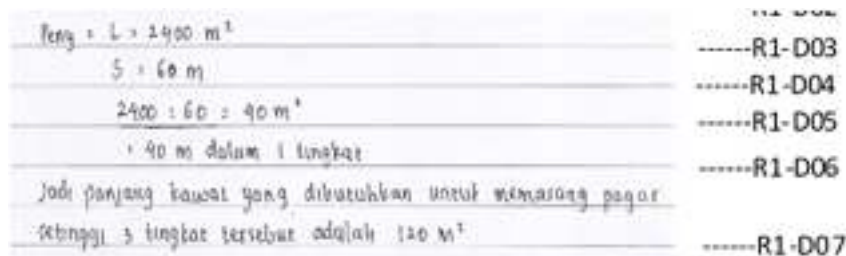 Peny : L = 2400 m²
------R1-D03
S = 60 m
------R1-D04
2400 : 60 = 40 m²
------R1-D05
= 40 m dalam 1 tingkat
------R1-D06
Jadi panjang kawat yang dibutuhkan untuk memasang pagar
setinggi 3 tingkat tersebut adalah 120 M²
------R1-D07